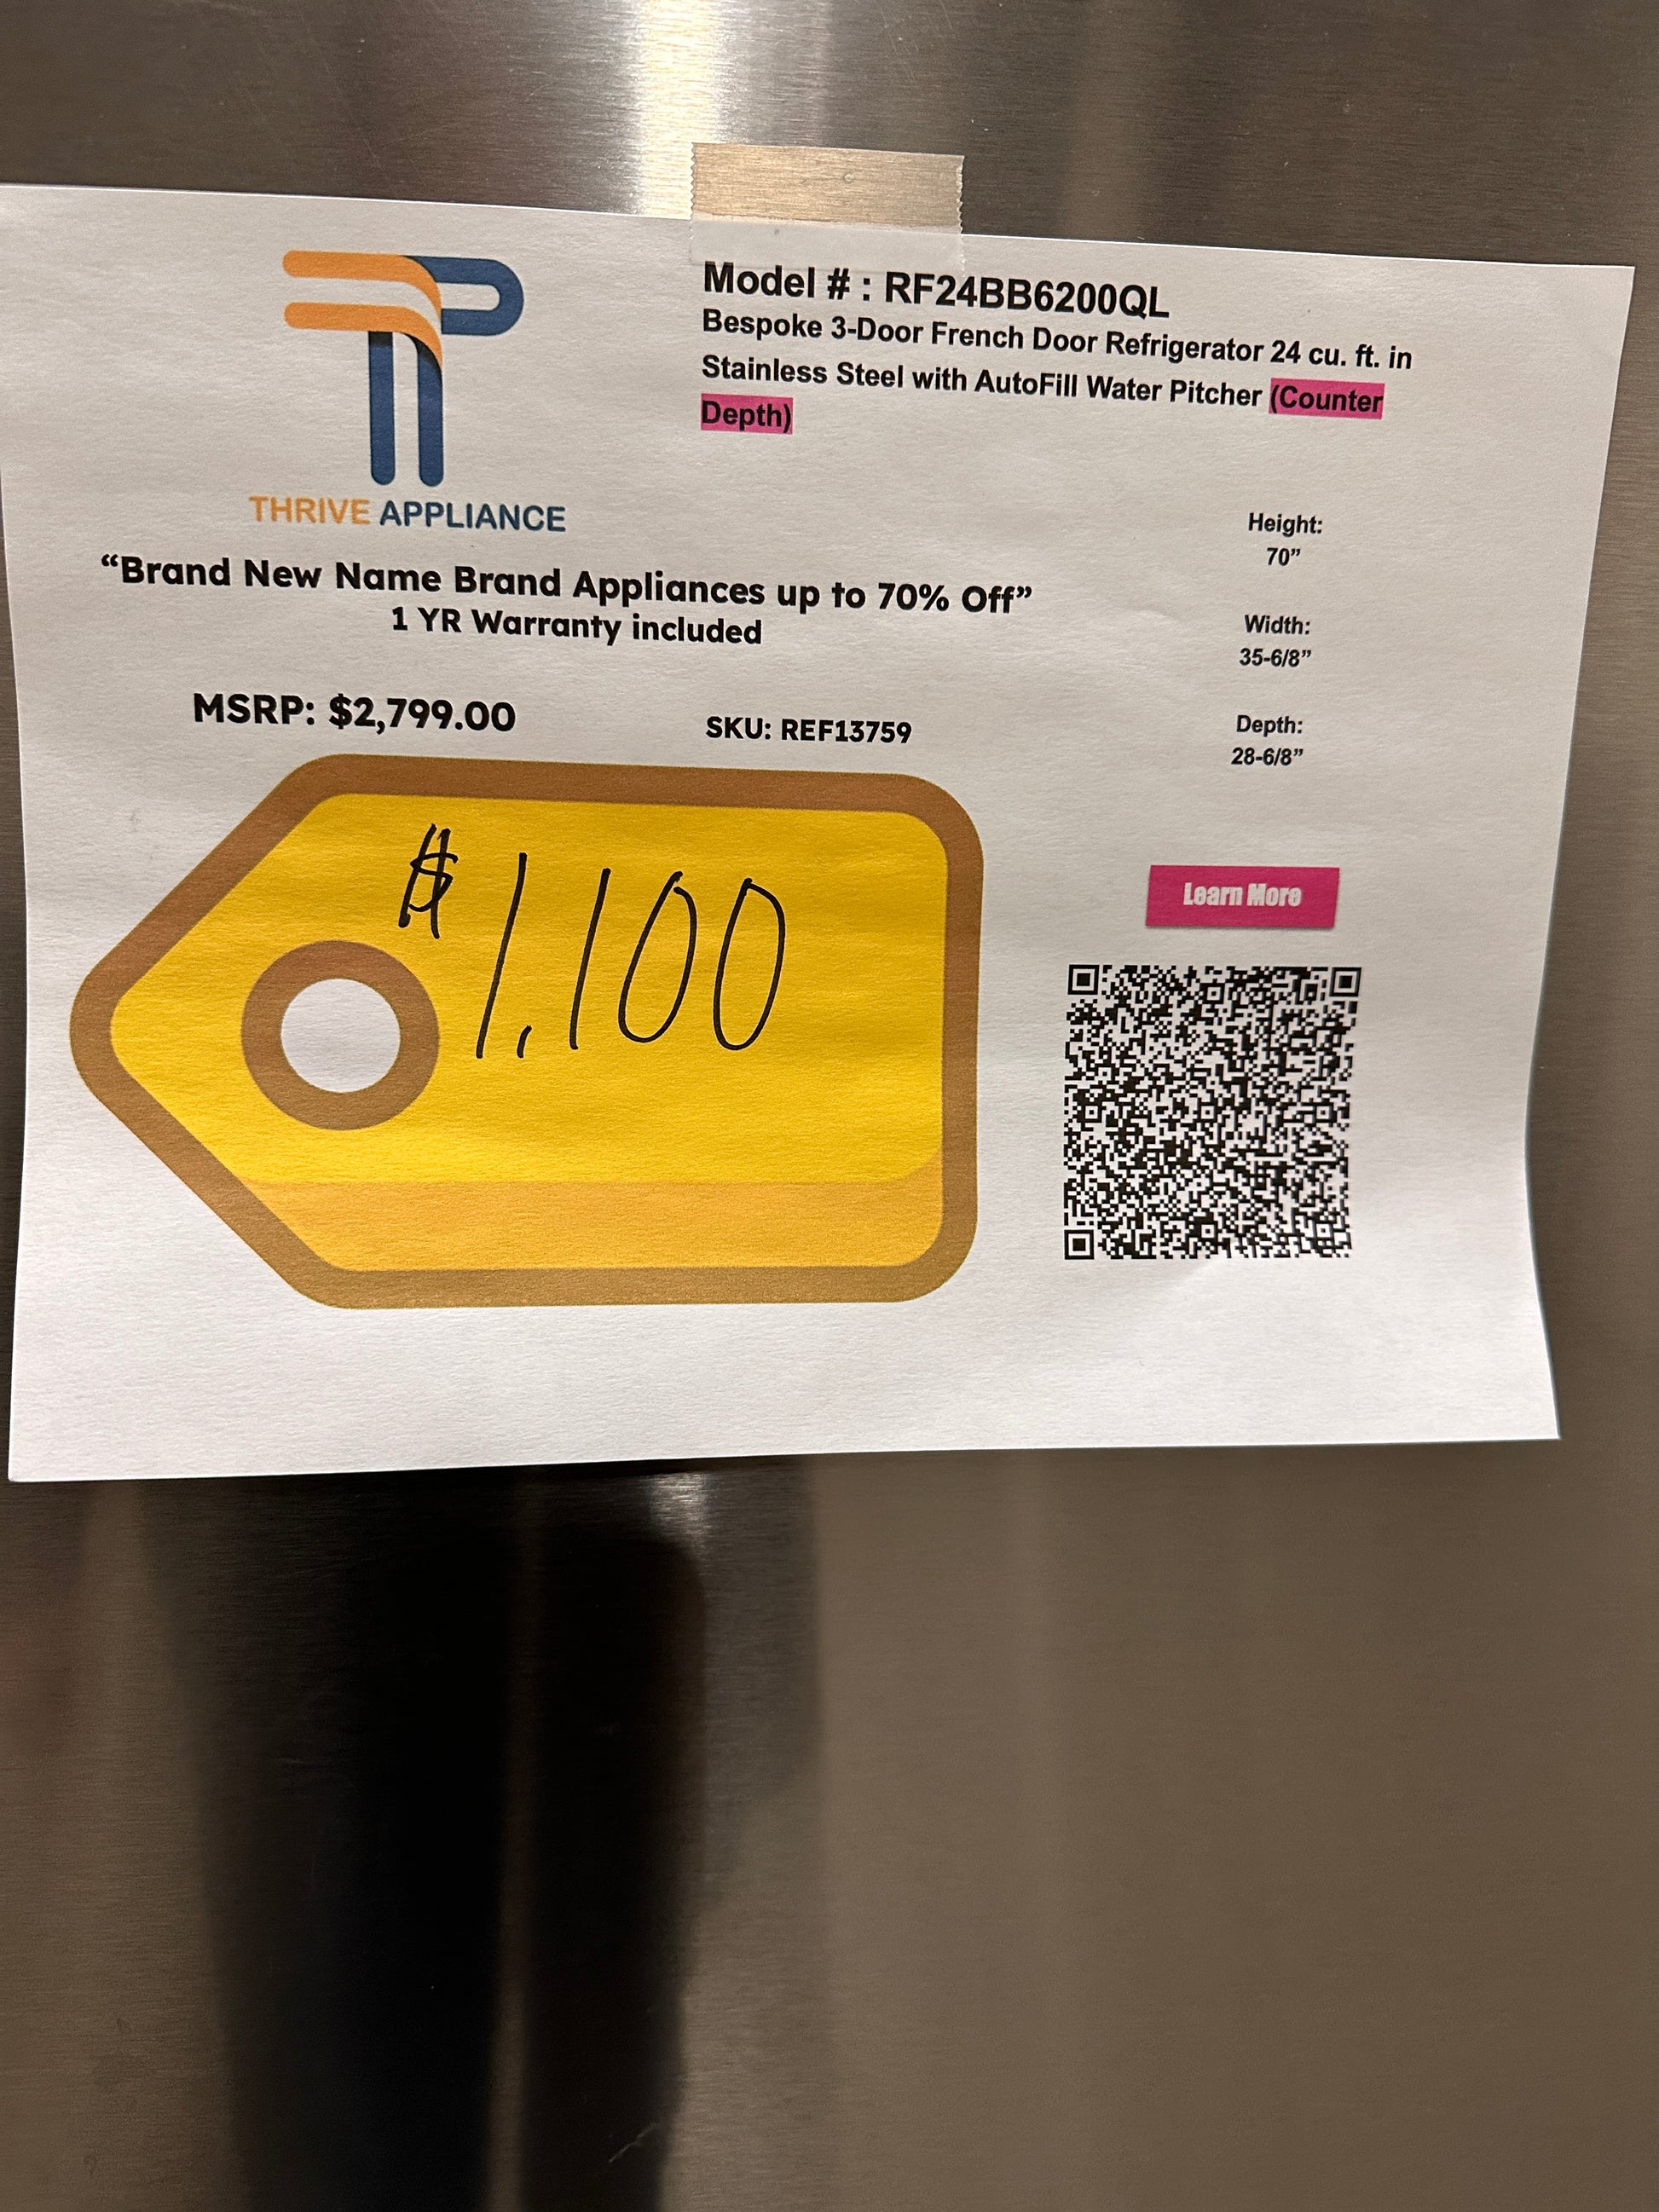 Model # : RF24BB6200QL
Bespoke 3-Door French Door Refrigerator 24 cu. ft. in
Stainless Steel with AutoFill Water Pitcher (Counter
Depth)
THRIVE APPLIANCE
“Brand New Name Brand Appliances up to 70% Off”
1 YR Warranty included
Height:
70”
Width:
35-6/8”
Depth:
28-6/8”
MSRP: $2,799.00
SKU: REF13759
$1,100
Learn More